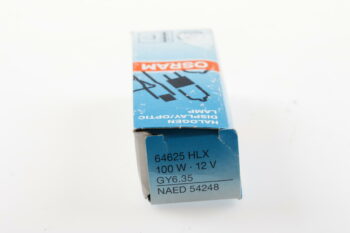 OSRAM
HALOGEN
DISPLAY/OPTIC
LAMP
64625 HLX
100 W · 12 V
GY6.35
NAED 54248